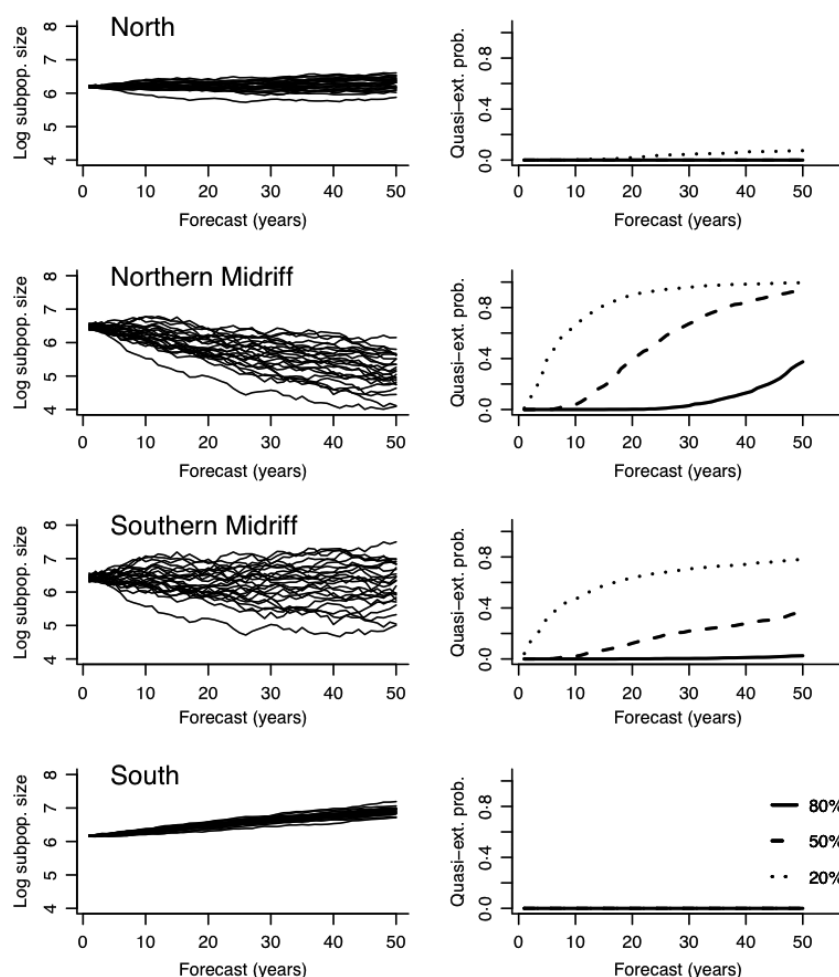 North
Log subpop. size
8
7
6
5
4
0 10 20 30 40 50
Forecast (years)
Quasi-ext. prob.
0·8
0·4
0·0
0 10 20 30 40 50
Forecast (years)
Northern Midriff
Log subpop. size
8
7
6
5
4
0 10 20 30 40 50
Forecast (years)
Quasi-ext. prob.
0·8
0·4
0·0
0 10 20 30 40 50
Forecast (years)
Southern Midriff
Log subpop. size
8
7
6
5
4
0 10 20 30 40 50
Forecast (years)
Quasi-ext. prob.
0·8
0·4
0·0
0 10 20 30 40 50
Forecast (years)
South
Log subpop. size
8
7
6
5
4
0 10 20 30 40 50
Forecast (years)
Quasi-ext. prob.
0·8
0·4
0·0
0 10 20 30 40 50
Forecast (years)
80%
50%
20%